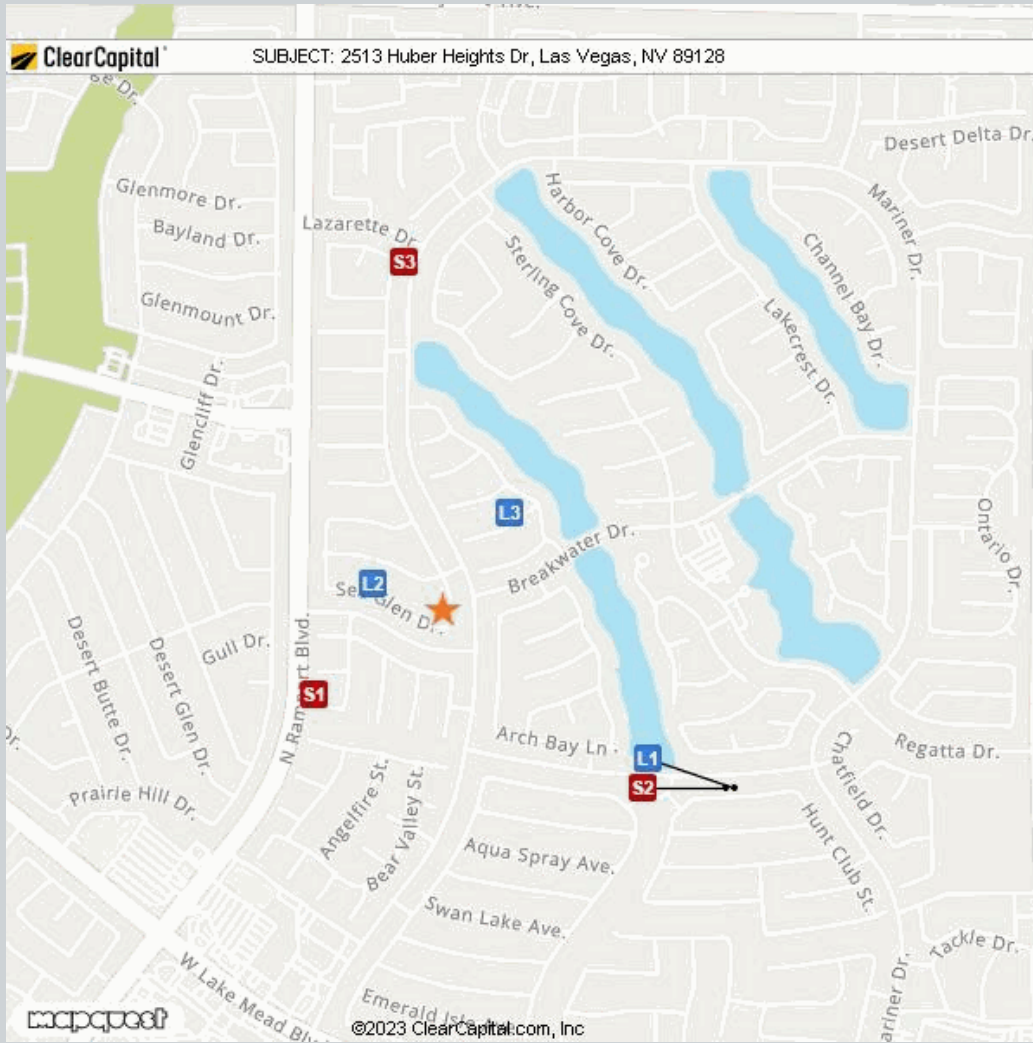 ClearCapital
SUBJECT: 2513 Huber Heights Dr, Las Vegas, NV 89128
Dr.
Desert Delta Dr.
Glenmore Dr.
Harbor Cove Dr.
Mariner Dr.
Bayland Dr.
Lazarette Dr.
S3
Sterling Cove Dr.
Channel Bay Dr.
Glenmount Dr.
Lakecrest Dr.
Glencliff Dr.
L3
Ontario Dr.
Breakwater Dr.
L2
Glen Dr.
Gull Dr.
Desert Butte Dr.
Desert Glen Dr.
N Rampart Blvd.
S1
Arch Bay Ln
L1
S2
Regatta Dr.
Chatfield Dr.
Prairie Hill Dr.
Angelfire St.
Bear Valley St.
Hunt Club St.
Aqua Spray Ave.
Swan Lake Ave.
Tackle Dr.
W Lake Mead Blv
Emerald Isle Ave.
ariner Dr.
mapquest
©2023 ClearCapital.com, Inc